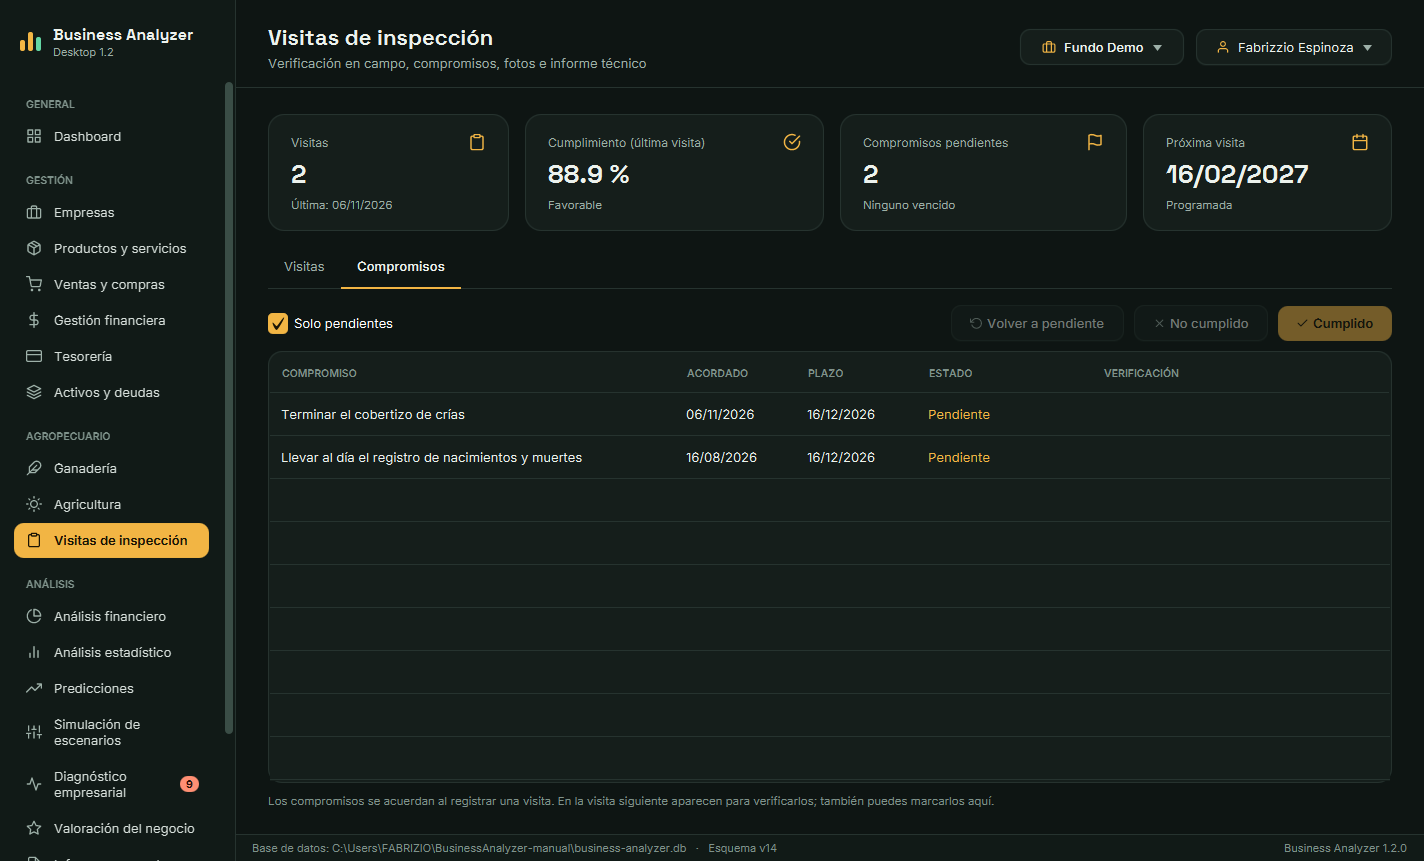 Business Analyzer
Desktop 1.2
GENERAL
Dashboard
GESTIÓN
Empresas
Productos y servicios
Ventas y compras
Gestión financiera
Tesorería
Activos y deudas
AGROPECUARIO
Ganadería
Agricultura
Visitas de inspección
ANÁLISIS
Análisis financiero
Análisis estadístico
Predicciones
Simulación de
escenarios
Diagnóstico
empresarial
9
Valoración del negocio
Visitas de inspección
Verificación en campo, compromisos, fotos e informe técnico
Fundo Demo
Fabrizzio Espinoza
Visitas
2
Última: 06/11/2026
Cumplimiento (última visita)
88.9 %
Favorable
Compromisos pendientes
2
Ninguno vencido
Próxima visita
16/02/2027
Programada
Visitas Compromisos
Solo pendientes
Volver a pendiente
No cumplido
Cumplido
COMPROMISO ACORDADO PLAZO ESTADO VERIFICACIÓN
Terminar el cobertizo de crías 06/11/2026 16/12/2026 Pendiente
Llevar al día el registro de nacimientos y muertes 16/08/2026 16/12/2026 Pendiente
Los compromisos se acuerdan al registrar una visita. En la visita siguiente aparecen para verificarlos; también puedes marcarlos aquí.
Base de datos: C:\Users\FABRIZIO\BusinessAnalyzer-manual\business-analyzer.db · Esquema v14
Business Analyzer 1.2.0